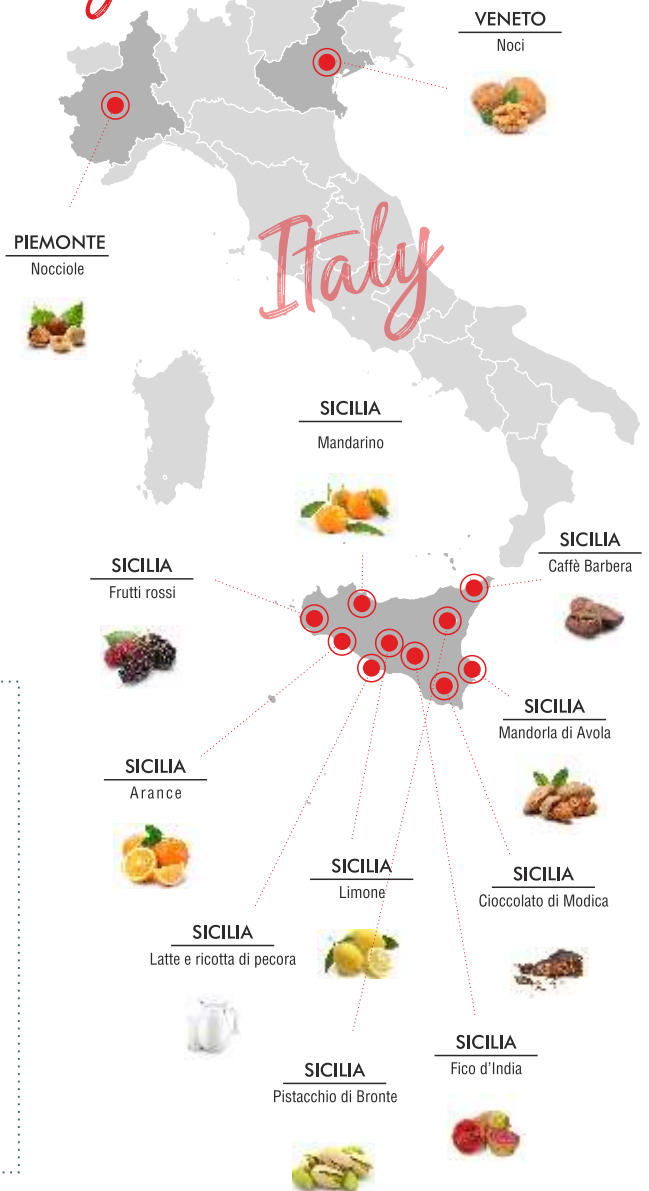 VENETO
Noci
PIEMONTE
Nocciole
Italy
SICILIA
Mandarino
SICILIA
Caffè Barbera
SICILIA
Frutti rossi
SICILIA
Mandorla di Avola
SICILIA
Arance
SICILIA
Limone
SICILIA
Cioccolato di Modica
SICILIA
Latte e ricotta di pecora
SICILIA
Fico d'India
SICILIA
Pistacchio di Bronte